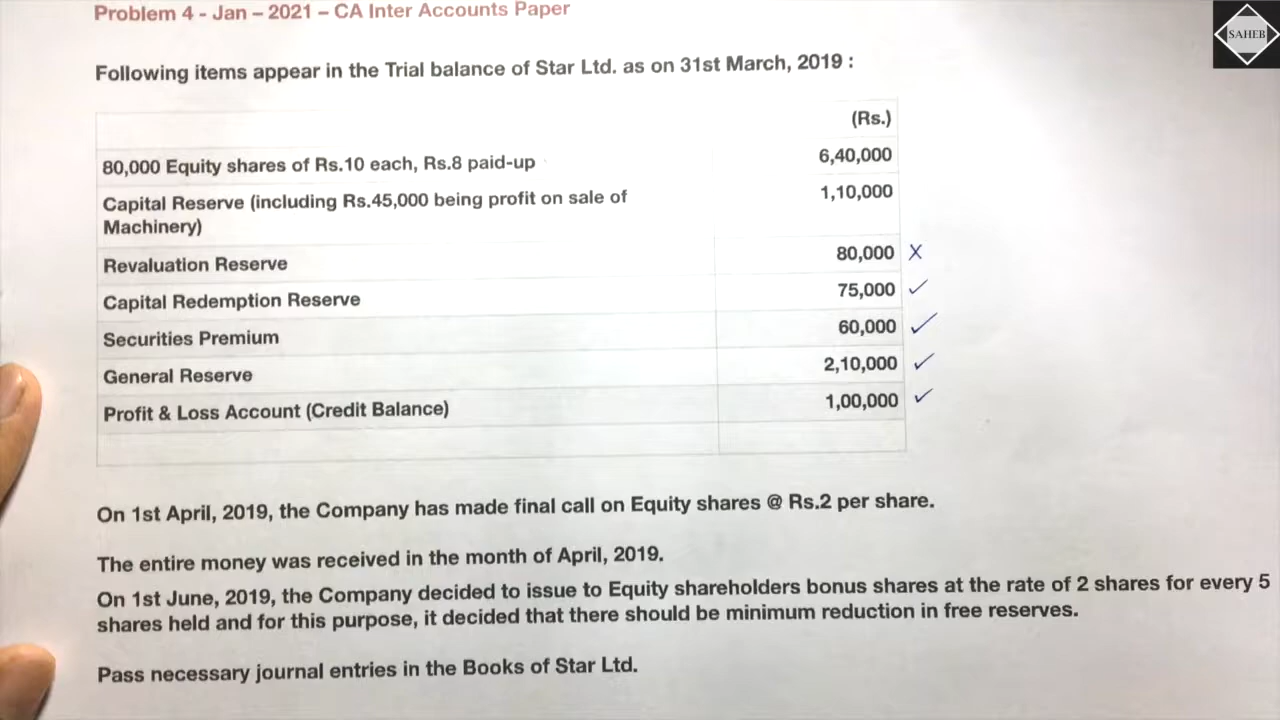 Problem 4 - Jan – 2021 – CA Inter Accounts Paper
SAHEB
Following items appear in the Trial balance of Star Ltd. as on 31st March, 2019 :
(Rs.)
80,000 Equity shares of Rs.10 each, Rs.8 paid-up 6,40,000
Capital Reserve (including Rs.45,000 being profit on sale of 1,10,000
Machinery)
Revaluation Reserve 80,000 X
Capital Redemption Reserve 75,000 ✓
Securities Premium 60,000 ✓
General Reserve 2,10,000 ✓
Profit & Loss Account (Credit Balance) 1,00,000 ✓
On 1st April, 2019, the Company has made final call on Equity shares @ Rs.2 per share.
The entire money was received in the month of April, 2019.
On 1st June, 2019, the Company decided to issue to Equity shareholders bonus shares at the rate of 2 shares for every 5
shares held and for this purpose, it decided that there should be minimum reduction in free reserves.
Pass necessary journal entries in the Books of Star Ltd.